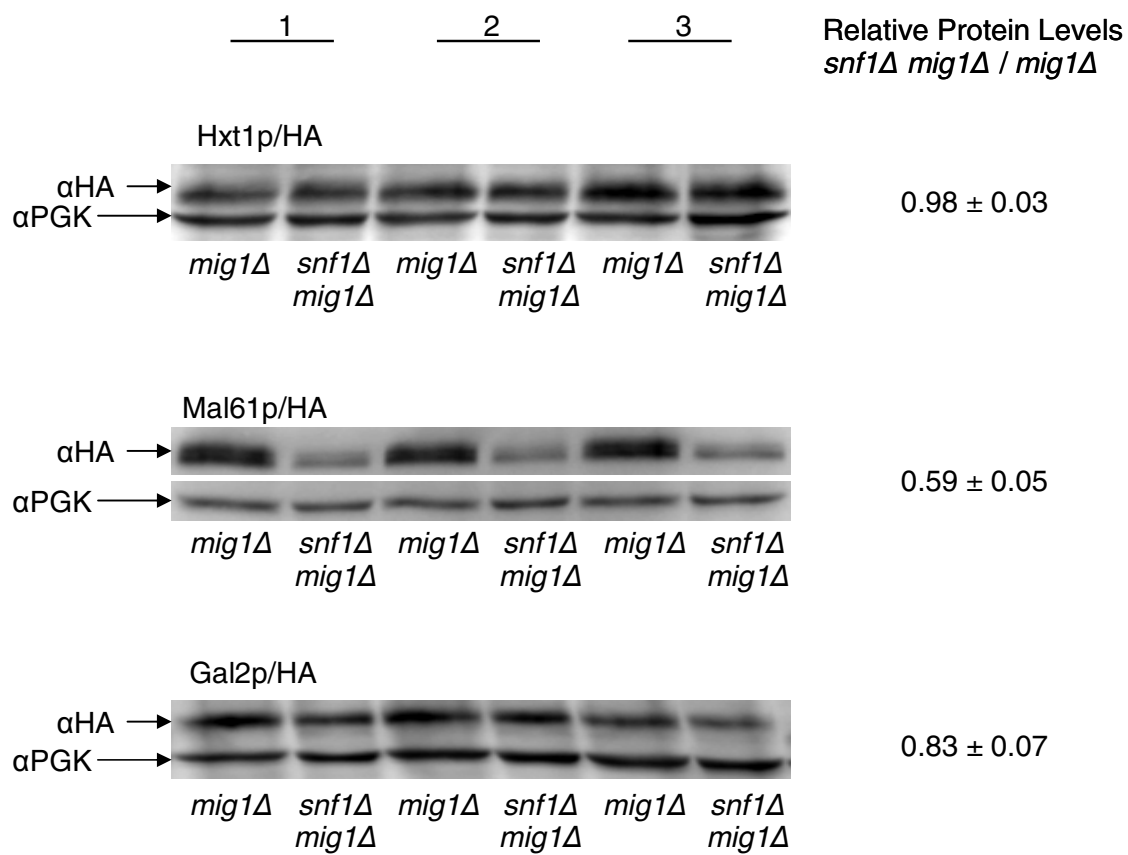 1 2 3 Relative Protein Levels
snf1Δ mig1Δ / mig1Δ
Hxt1p/HA
αHA
0.98 ± 0.03
αPGK
mig1Δ snf1Δ mig1Δ snf1Δ mig1Δ snf1Δ
mig1Δ mig1Δ mig1Δ
Mal61p/HA
αHA
0.59 ± 0.05
αPGK
mig1Δ snf1Δ mig1Δ snf1Δ mig1Δ snf1Δ
mig1Δ mig1Δ mig1Δ
Gal2p/HA
αHA
0.83 ± 0.07
αPGK
mig1Δ snf1Δ mig1Δ snf1Δ mig1Δ snf1Δ
mig1Δ mig1Δ mig1Δ